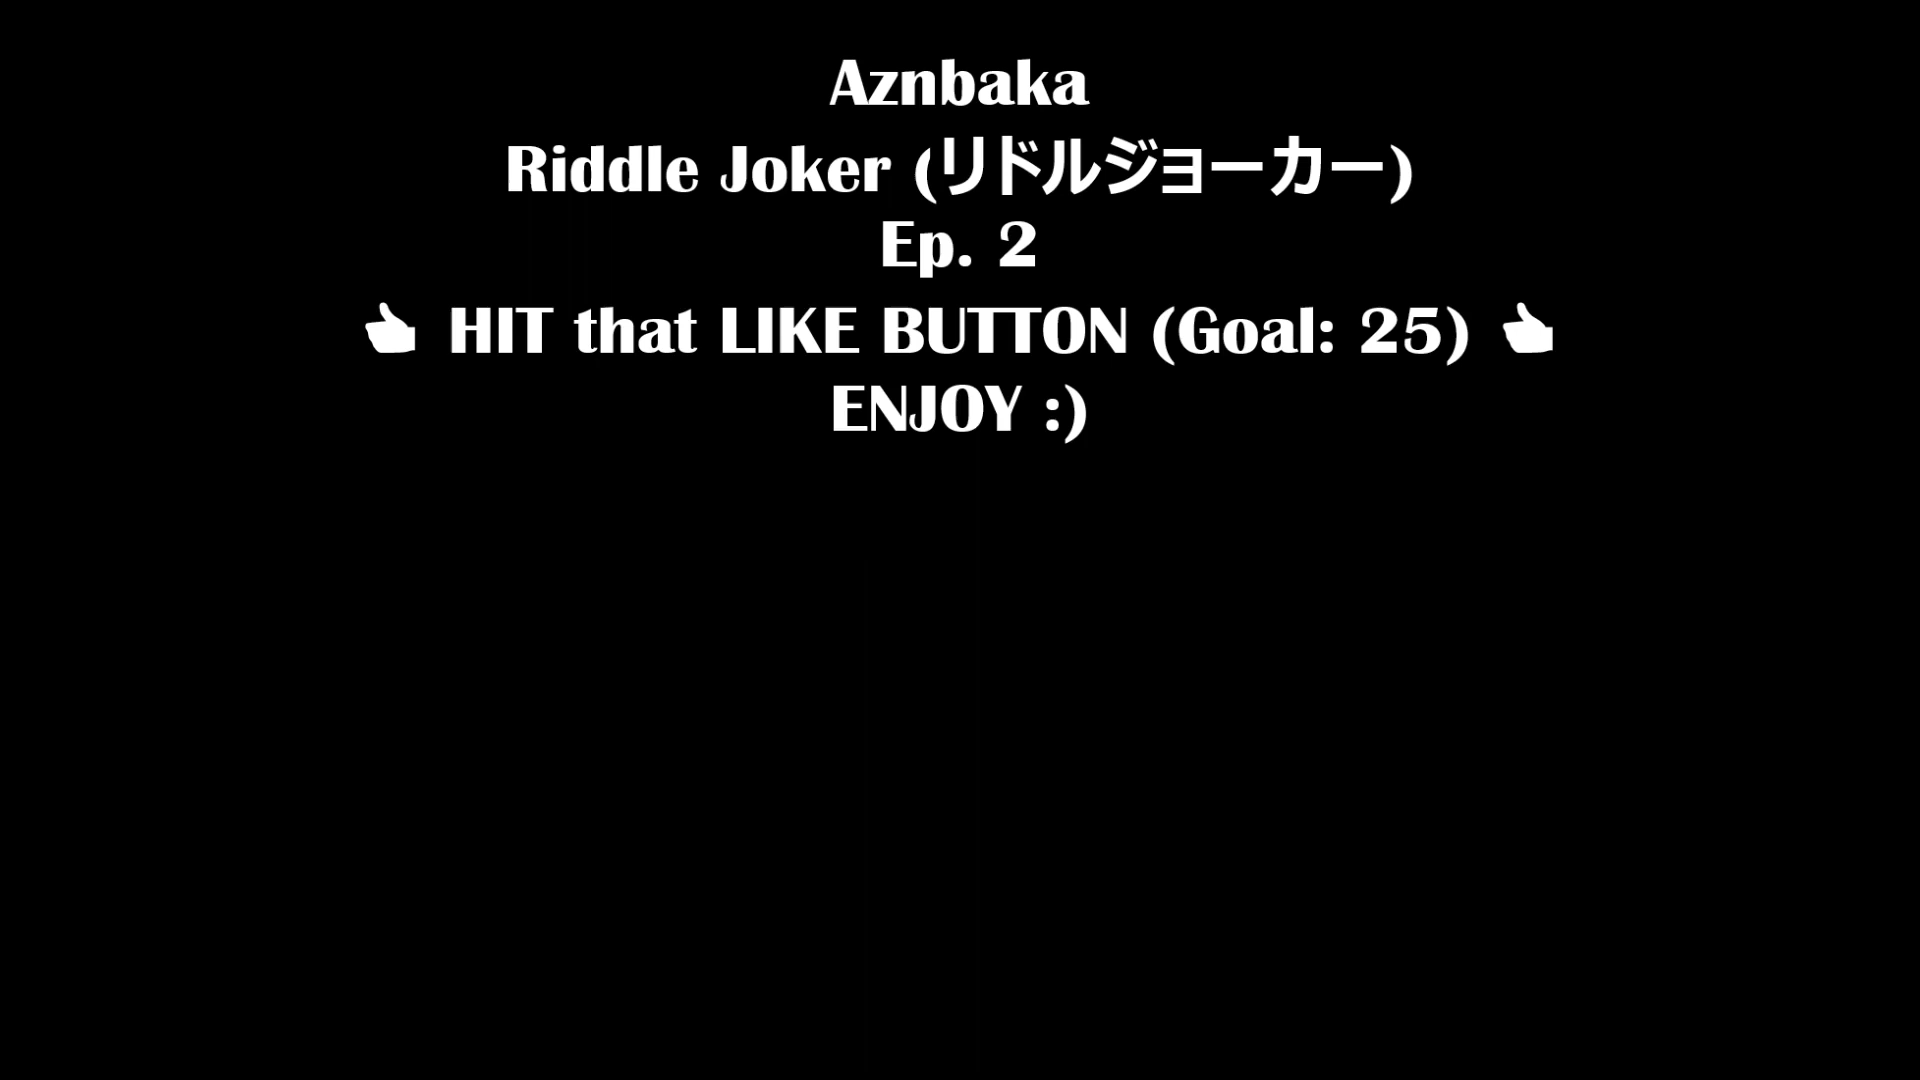 Aznbaka
Riddle Joker (リドルジョーカー)
Ep. 2
👍 HIT that LIKE BUTTON (Goal: 25) 👍
ENJOY :)